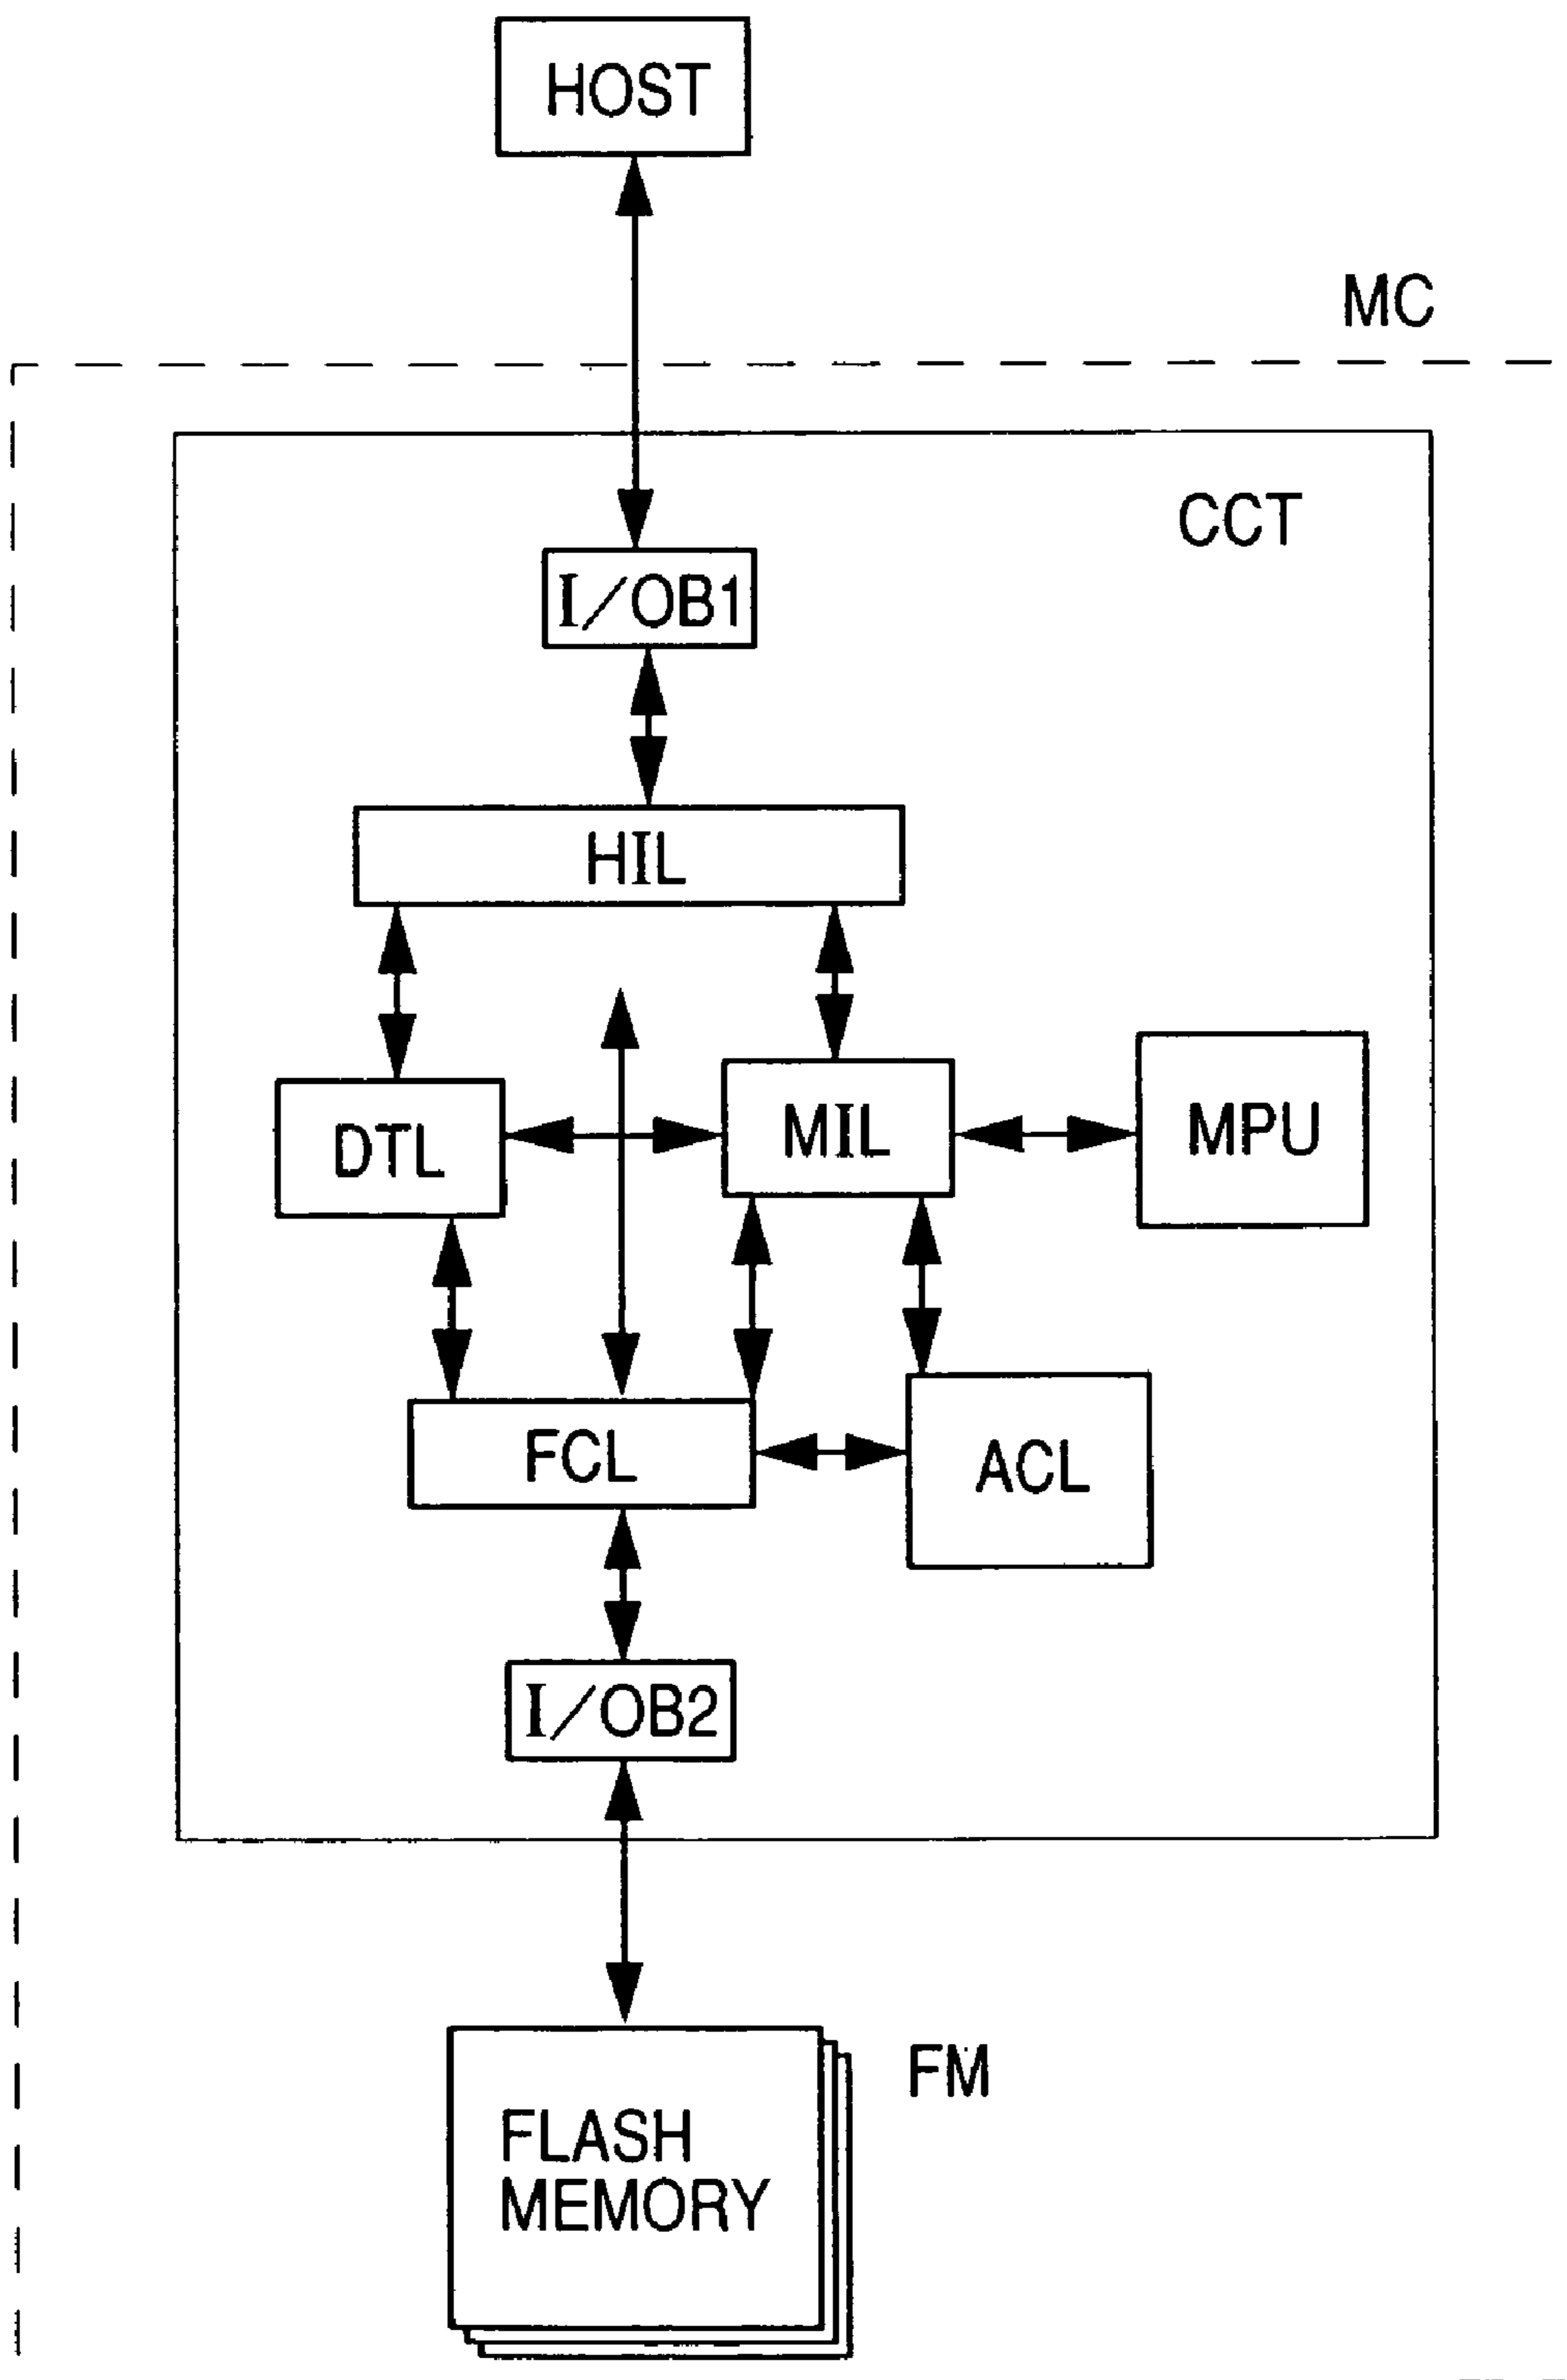 HOST
MC
CCT
I/OB1
HIL
DTL
MIL
MPU
FCL
ACL
I/OB2
FM
FLASH
MEMORY